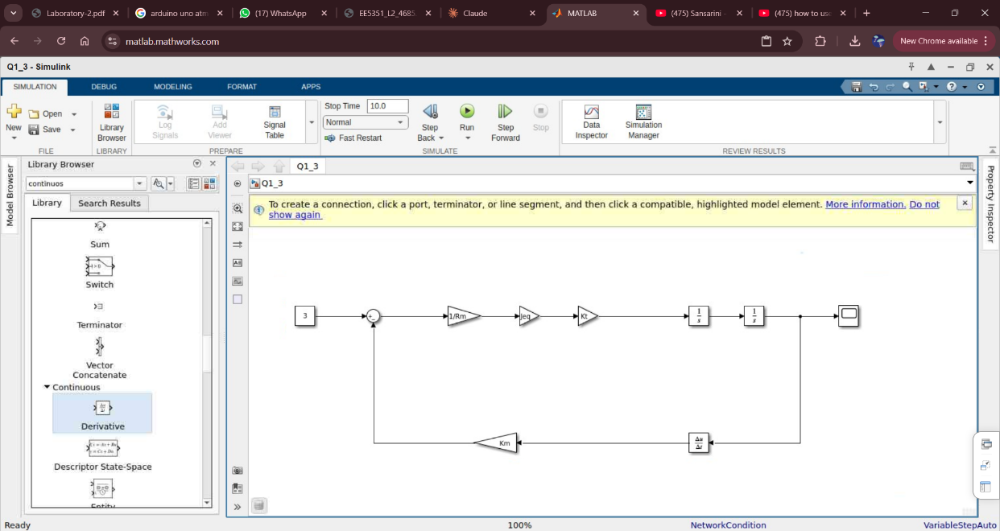 Laboratory-2.pdf
arduino uno atm
(17) WhatsApp
EE5351_L2_4685
Claude
MATLAB
(475) Sansarini -
(475) how to use
matlab.mathworks.com
New Chrome available
Q1_3 - Simulink
SIMULATION DEBUG MODELING FORMAT APPS
New
Open
Save
FILE
Library Browser
LIBRARY
Log Signals
Add Viewer
Signal Table
PREPARE
Stop Time 10.0
Normal
Fast Restart
Step Back
Run
Step Forward
Stop
SIMULATE
Data Inspector
Simulation Manager
REVIEW RESULTS
Model Browser
Library Browser
continuos
Library Search Results
Sum
Switch
Terminator
Vector
Concatenate
Continuous
Derivative
Descriptor State-Space
Entity
Q1_3
Q1_3
To create a connection, click a port, terminator, or line segment, and then click a compatible, highlighted model element. More information. Do not
show again
3
1/Rm
Jeq
Kt
1
s
1
s
Km
Δu
Δt
Property Inspector
Ready
100%
NetworkCondition
VariableStepAuto